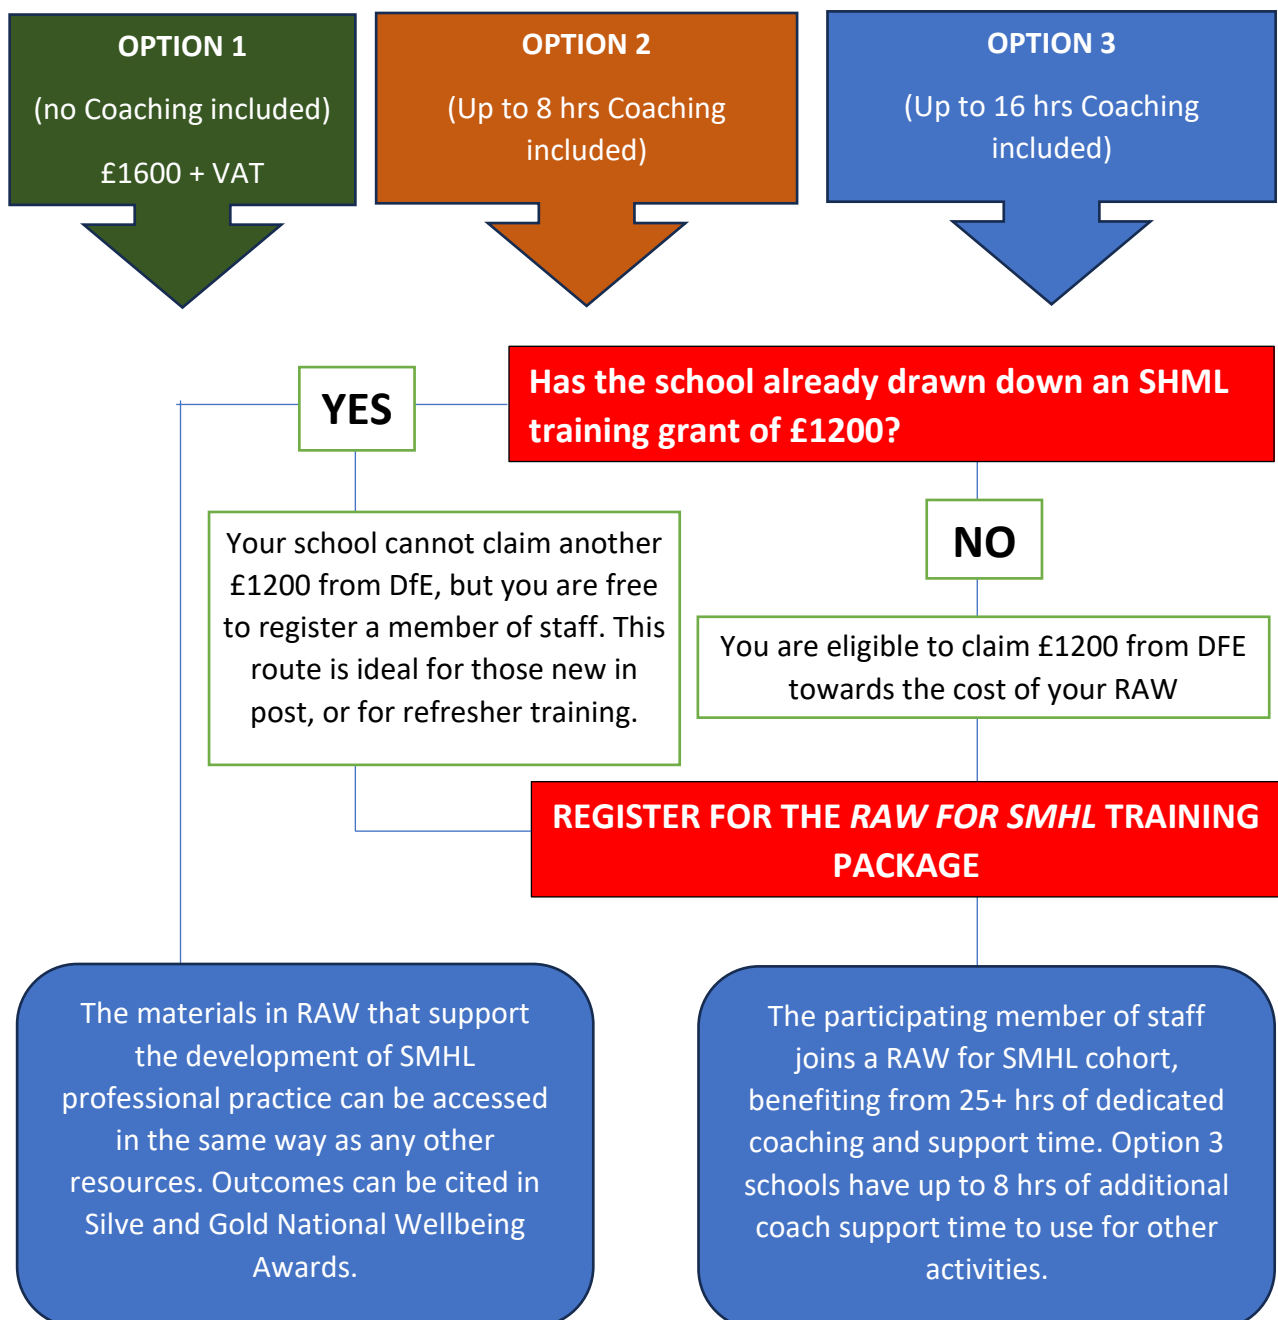 OPTION 1
(no Coaching included)
£1600 + VAT
OPTION 2
(Up to 8 hrs Coaching
included)
OPTION 3
(Up to 16 hrs Coaching
included)
Has the school already drawn down an SHML
training grant of £1200?
YES
NO
Your school cannot claim another
£1200 from DfE, but you are free
to register a member of staff. This
route is ideal for those new in
post, or for refresher training.
You are eligible to claim £1200 from DFE
towards the cost of your RAW
REGISTER FOR THE RAW FOR SMHL TRAINING
PACKAGE
The materials in RAW that support
the development of SMHL
professional practice can be accessed
in the same way as any other
resources. Outcomes can be cited in
Silve and Gold National Wellbeing
Awards.
The participating member of staff
joins a RAW for SMHL cohort,
benefiting from 25+ hrs of dedicated
coaching and support time. Option 3
schools have up to 8 hrs of additional
coach support time to use for other
activities.